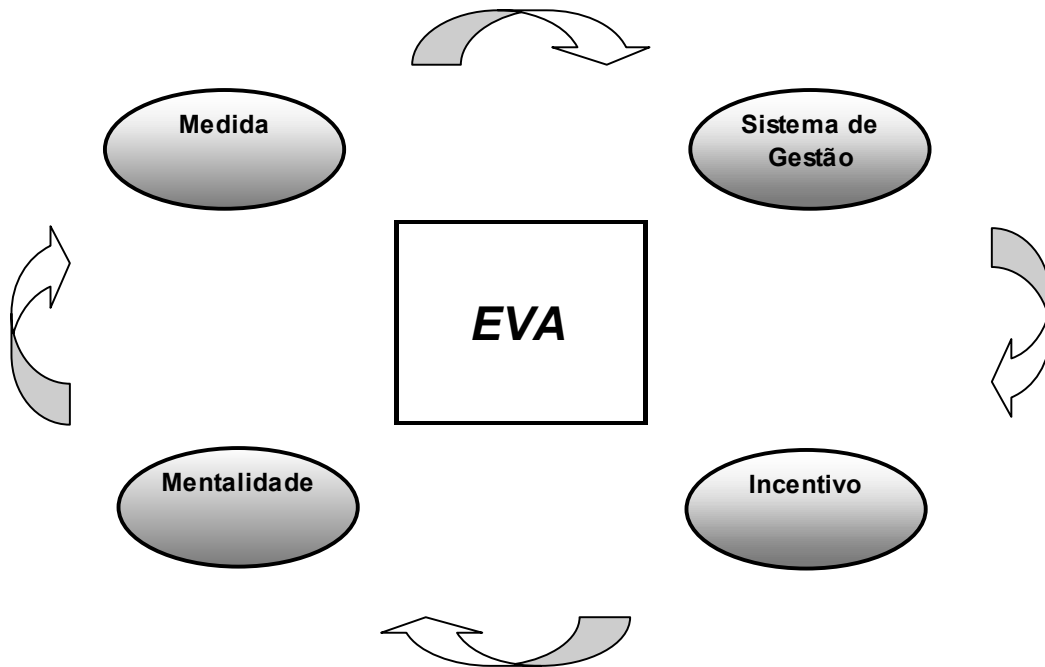 Medida
Sistema de
Gestão
EVA
Mentalidade
Incentivo